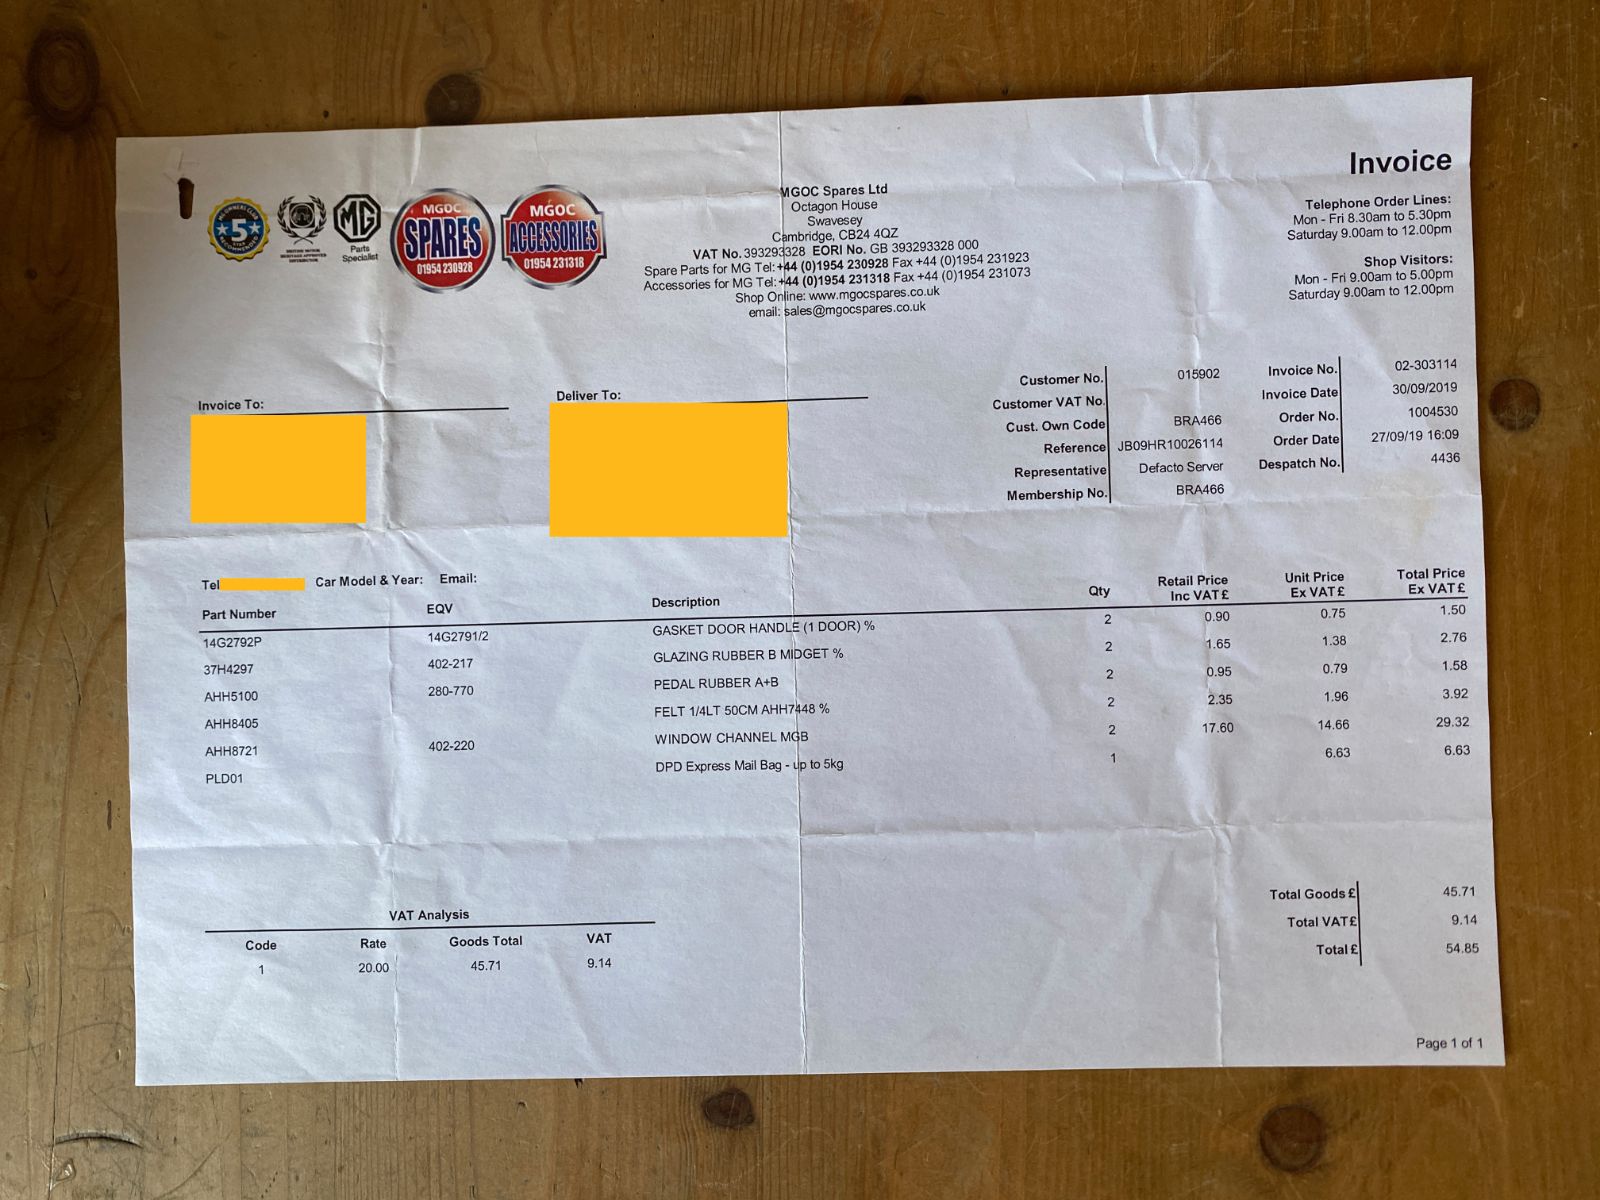 Invoice
MG OWNERS CLUB
5
STAR
RECOMMENDED
BRITISH MOTOR
HERITAGE APPROVED
DISTRIBUTOR
MG
Parts
Specialist
MGOC
SPARES
01954 230928
MGOC
ACCESSORIES
01954 231318
MGOC Spares Ltd
Octagon House
Swavesey
Cambridge, CB24 4QZ
VAT No. 393293328 EORI No. GB 393293328 000
Spare Parts for MG Tel: +44 (0)1954 230928 Fax +44 (0)1954 231923
Accessories for MG Tel: +44 (0)1954 231318 Fax +44 (0)1954 231073
Shop Online: www.mgocspares.co.uk
email: sales@mgocspares.co.uk
Telephone Order Lines:
Mon - Fri 8.30am to 5.30pm
Saturday 9.00am to 12.00pm
Shop Visitors:
Mon - Fri 9.00am to 5.00pm
Saturday 9.00am to 12.00pm
Invoice To:
Deliver To:
Customer No. 015902
Customer VAT No.
Cust. Own Code BRA466
Reference JB09HR10026114
Representative Defacto Server
Membership No. BRA466
Invoice No. 02-303114
Invoice Date 30/09/2019
Order No. 1004530
Order Date 27/09/19 16:09
Despatch No. 4436
Tel Car Model & Year: Email:
Part Number EQV Description Qty Retail Price Inc VAT £ Unit Price Ex VAT £ Total Price Ex VAT £
14G2792P 14G2791/2 GASKET DOOR HANDLE (1 DOOR) % 2 0.90 0.75 1.50
37H4297 402-217 GLAZING RUBBER B MIDGET % 2 1.65 1.38 2.76
AHH5100 280-770 PEDAL RUBBER A+B 2 0.95 0.79 1.58
AHH8405 FELT 1/4LT 50CM AHH7448 % 2 2.35 1.96 3.92
AHH8721 402-220 WINDOW CHANNEL MGB 2 17.60 14.66 29.32
PLD01 DPD Express Mail Bag - up to 5kg 1 6.63 6.63
VAT Analysis
Code Rate Goods Total VAT
1 20.00 45.71 9.14
Total Goods £ 45.71
Total VAT £ 9.14
Total £ 54.85
Page 1 of 1